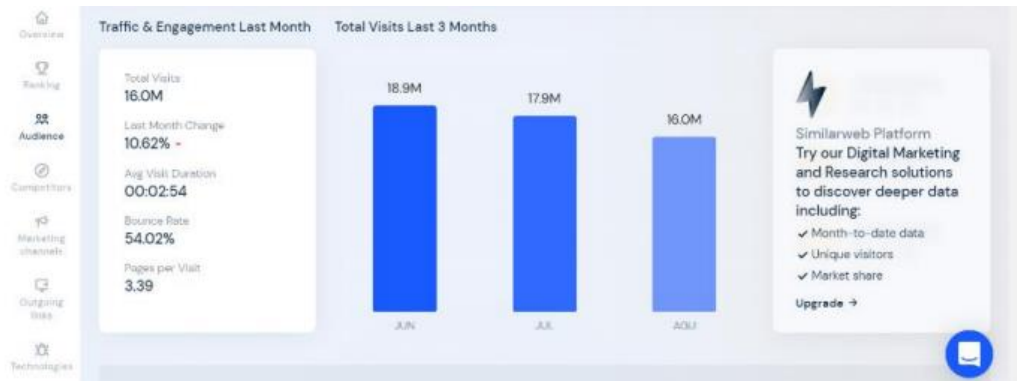 Overview
Ranking
Audience
Competitors
Marketing
channels
Outgoing
links
Technologies
Traffic & Engagement Last Month
Total Visits
16.0M
Last Month Change
10.62%
Avg Visit Duration
00:02:54
Bounce Rate
54.02%
Pages per Visit
3.39
Total Visits Last 3 Months
18.9M
17.9M
16.0M
JUN
JUL
Similarweb Platform
Try our Digital Marketing
and Research solutions
to discover deeper data
including:
Month-to-date data
Unique visitors
Market share
Upgrade →